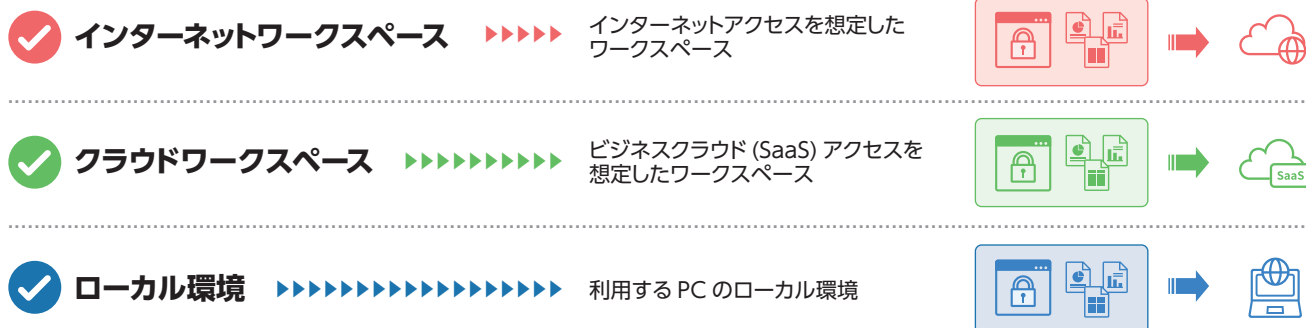 インターネットワークスペース
インターネットアクセスを想定した
ワークスペース
クラウドワークスペース
ビジネスクラウド (SaaS) アクセスを
想定したワークスペース
SaaS
ローカル環境
利用する PC のローカル環境